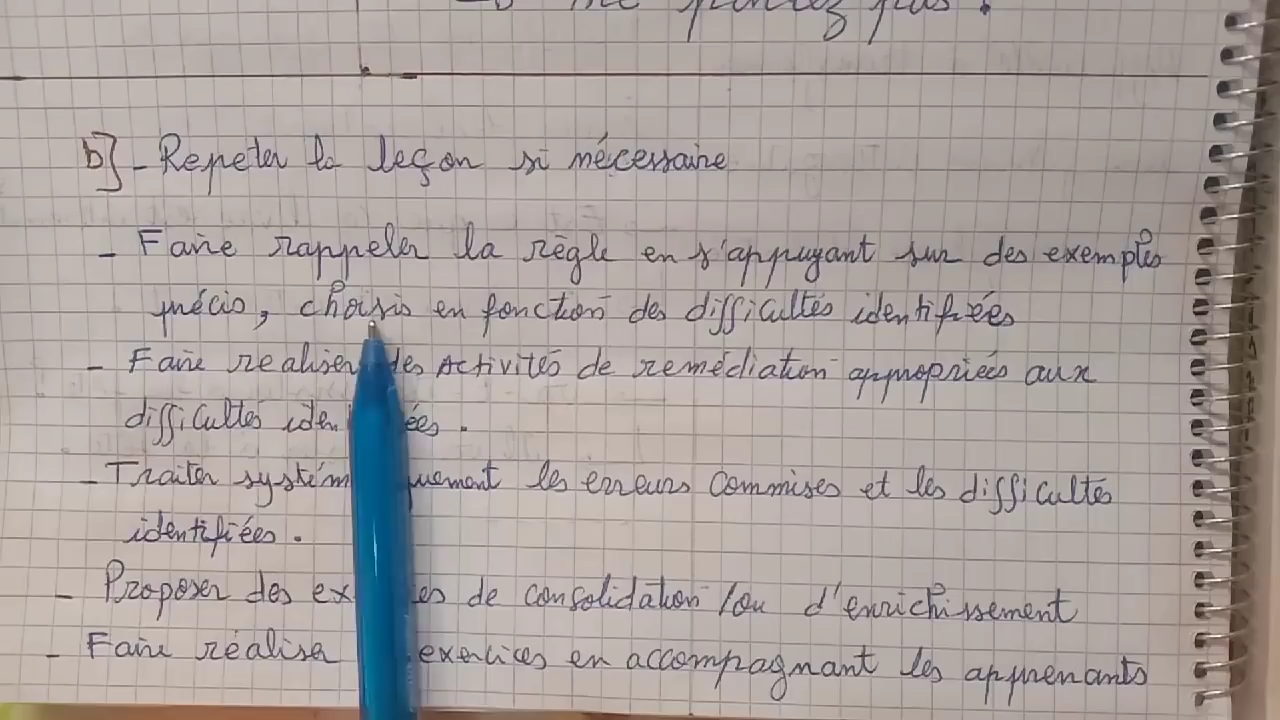 plus.
b] - Repeter la leçon si nécessaire
- Faire rappeler la règle en s'appuyant sur des exemples
précis, choisis en fonction des difficultés identifiées
- Faire realiser des Activités de remédiation appropriées aux
difficultés
- Traiter les erreurs commises et les difficultés
identifiées.
- Proposer des de consolidation /ou d'enrichissement
- Faire réaliser exercices en accompagnant les apprenants